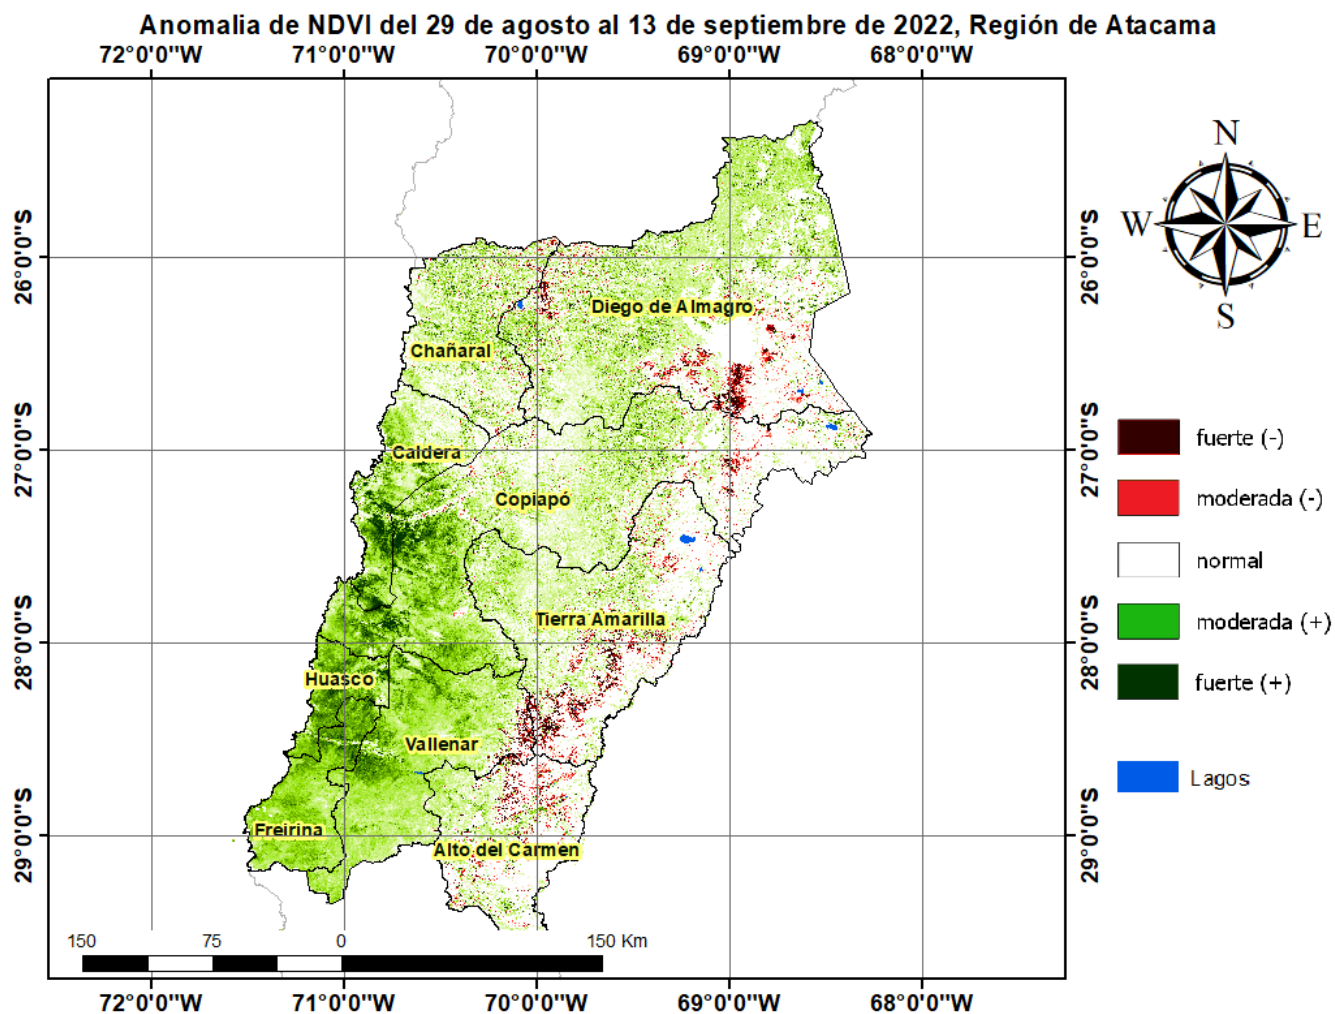 Anomalia de NDVI del 29 de agosto al 13 de septiembre de 2022, Región de Atacama
72°0'0"W 71°0'0"W 70°0'0"W 69°0'0"W 68°0'0"W
N
W E
S
26°0'0"S 26°0'0"S
Diego de Almagro
Chañaral
27°0'0"S 27°0'0"S
Caldera
Copiapó
fuerte (-)
moderada (-)
normal
moderada (+)
fuerte (+)
Lagos
28°0'0"S 28°0'0"S
Tierra Amarilla
Huasco
Vallenar
29°0'0"S 29°0'0"S
Freirina
Alto del Carmen
150 75 0 150 Km
72°0'0"W 71°0'0"W 70°0'0"W 69°0'0"W 68°0'0"W